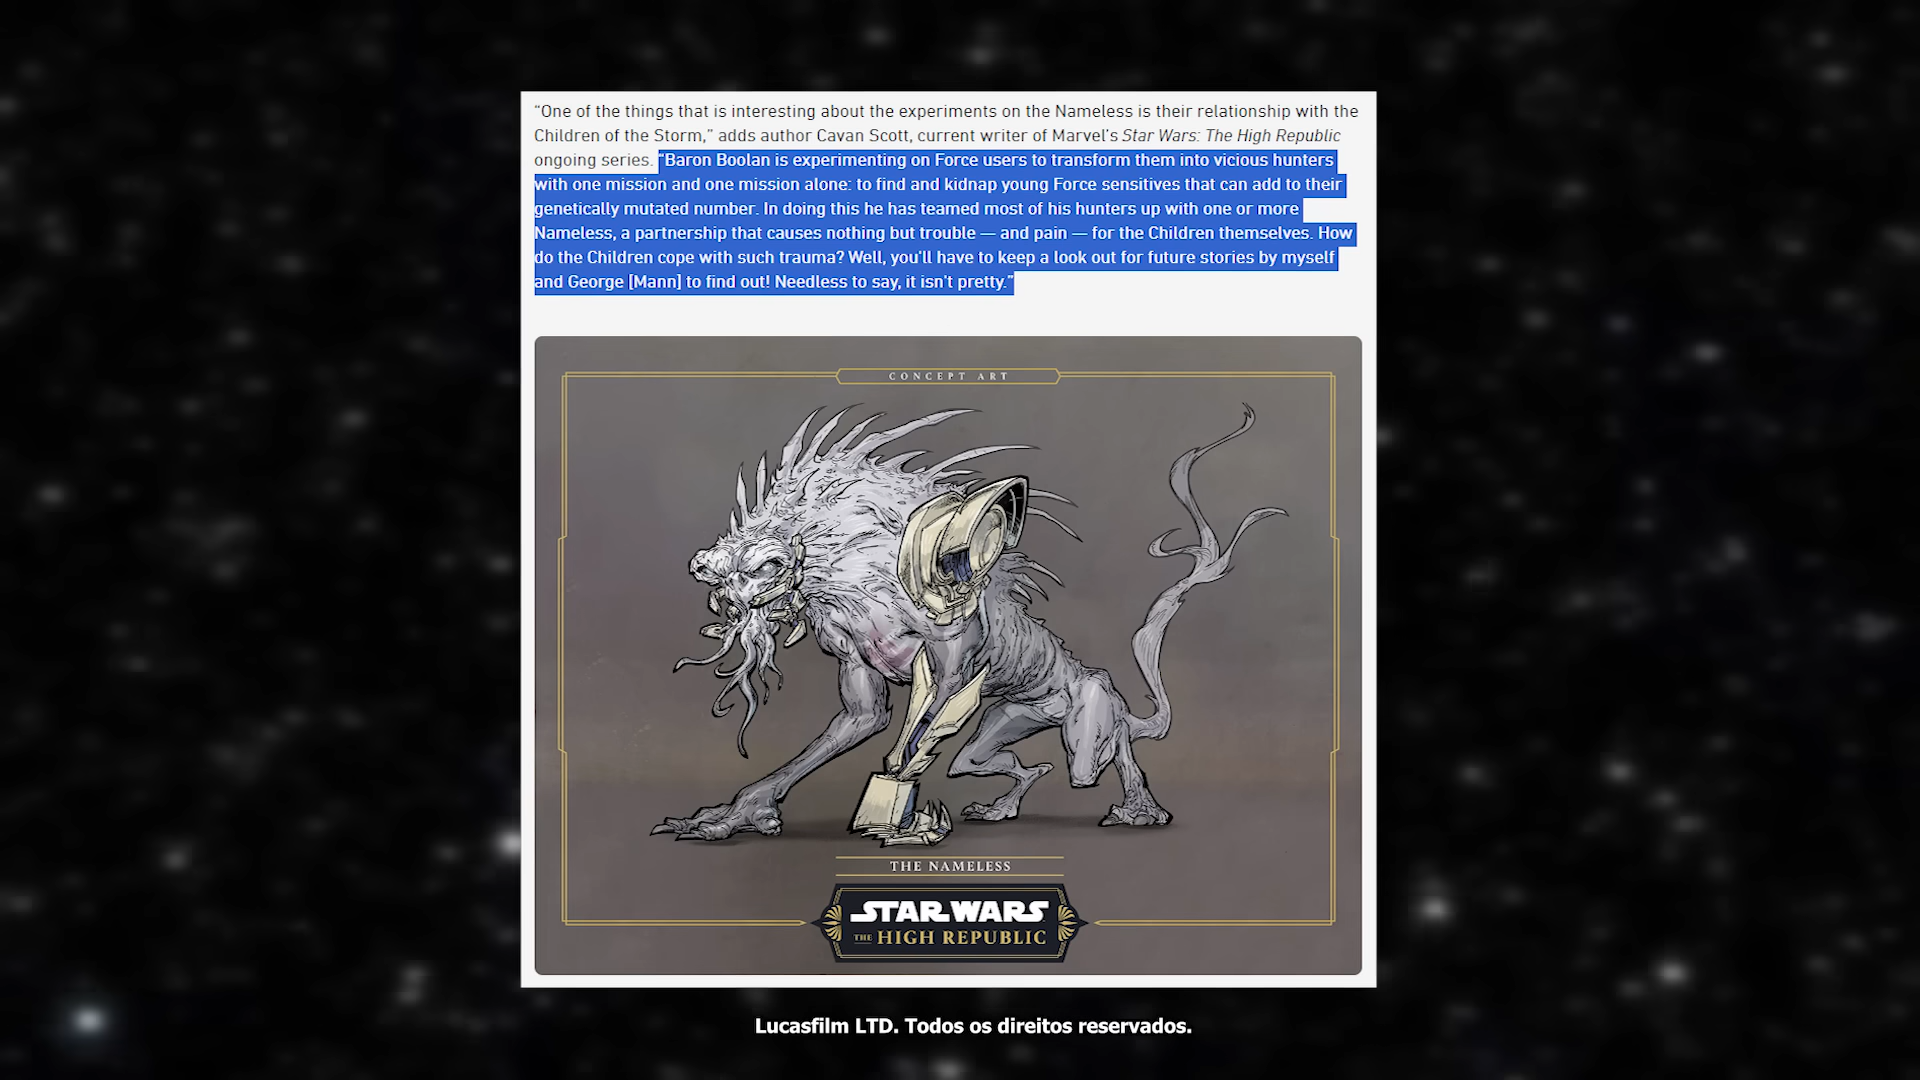 “One of the things that is interesting about the experiments on the Nameless is their relationship with the
Children of the Storm,” adds author Cavan Scott, current writer of Marvel’s Star Wars: The High Republic
ongoing series. “Baron Boolan is experimenting on Force users to transform them into vicious hunters
with one mission and one mission alone: to find and kidnap young Force sensitives that can add to their
genetically mutated number. In doing this he has teamed most of his hunters up with one or more
Nameless, a partnership that causes nothing but trouble — and pain — for the Children themselves. How
do the Children cope with such trauma? Well, you'll have to keep a look out for future stories by myself
and George [Mann] to find out! Needless to say, it isn't pretty.”
CONCEPT ART
THE NAMELESS
STAR WARS
THE HIGH REPUBLIC
Lucasfilm LTD. Todos os direitos reservados.